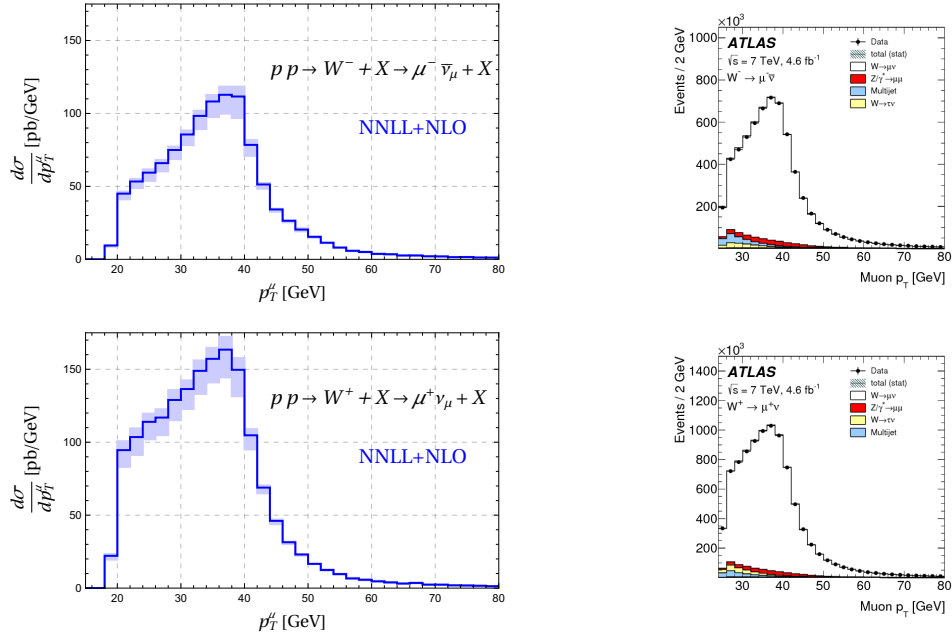 150
100
50
0
20 30 40 50 60 70 80
dσ/dp_T^μ [pb/GeV]
p_T^μ [GeV]
p p → W⁻ + X → μ⁻ ν̄_μ + X
NNLL+NLO
×10³
1000
800
600
400
200
30 40 50 60 70 80
Events / 2 GeV
Muon p_T [GeV]
ATLAS
√s = 7 TeV, 4.6 fb⁻¹
W⁻ → μ⁻ν̄
Data
total (stat)
W→μν
Z/γ*→μμ
Multijet
W→τν
150
100
50
0
20 30 40 50 60 70 80
dσ/dp_T^μ [pb/GeV]
p_T^μ [GeV]
p p → W⁺ + X → μ⁺ ν_μ + X
NNLL+NLO
×10³
1400
1200
1000
800
600
400
200
30 40 50 60 70 80
Events / 2 GeV
Muon p_T [GeV]
ATLAS
√s = 7 TeV, 4.6 fb⁻¹
W⁺ → μ⁺ν
Data
total (stat)
W→μν
Z/γ*→μμ
W→τν
Multijet